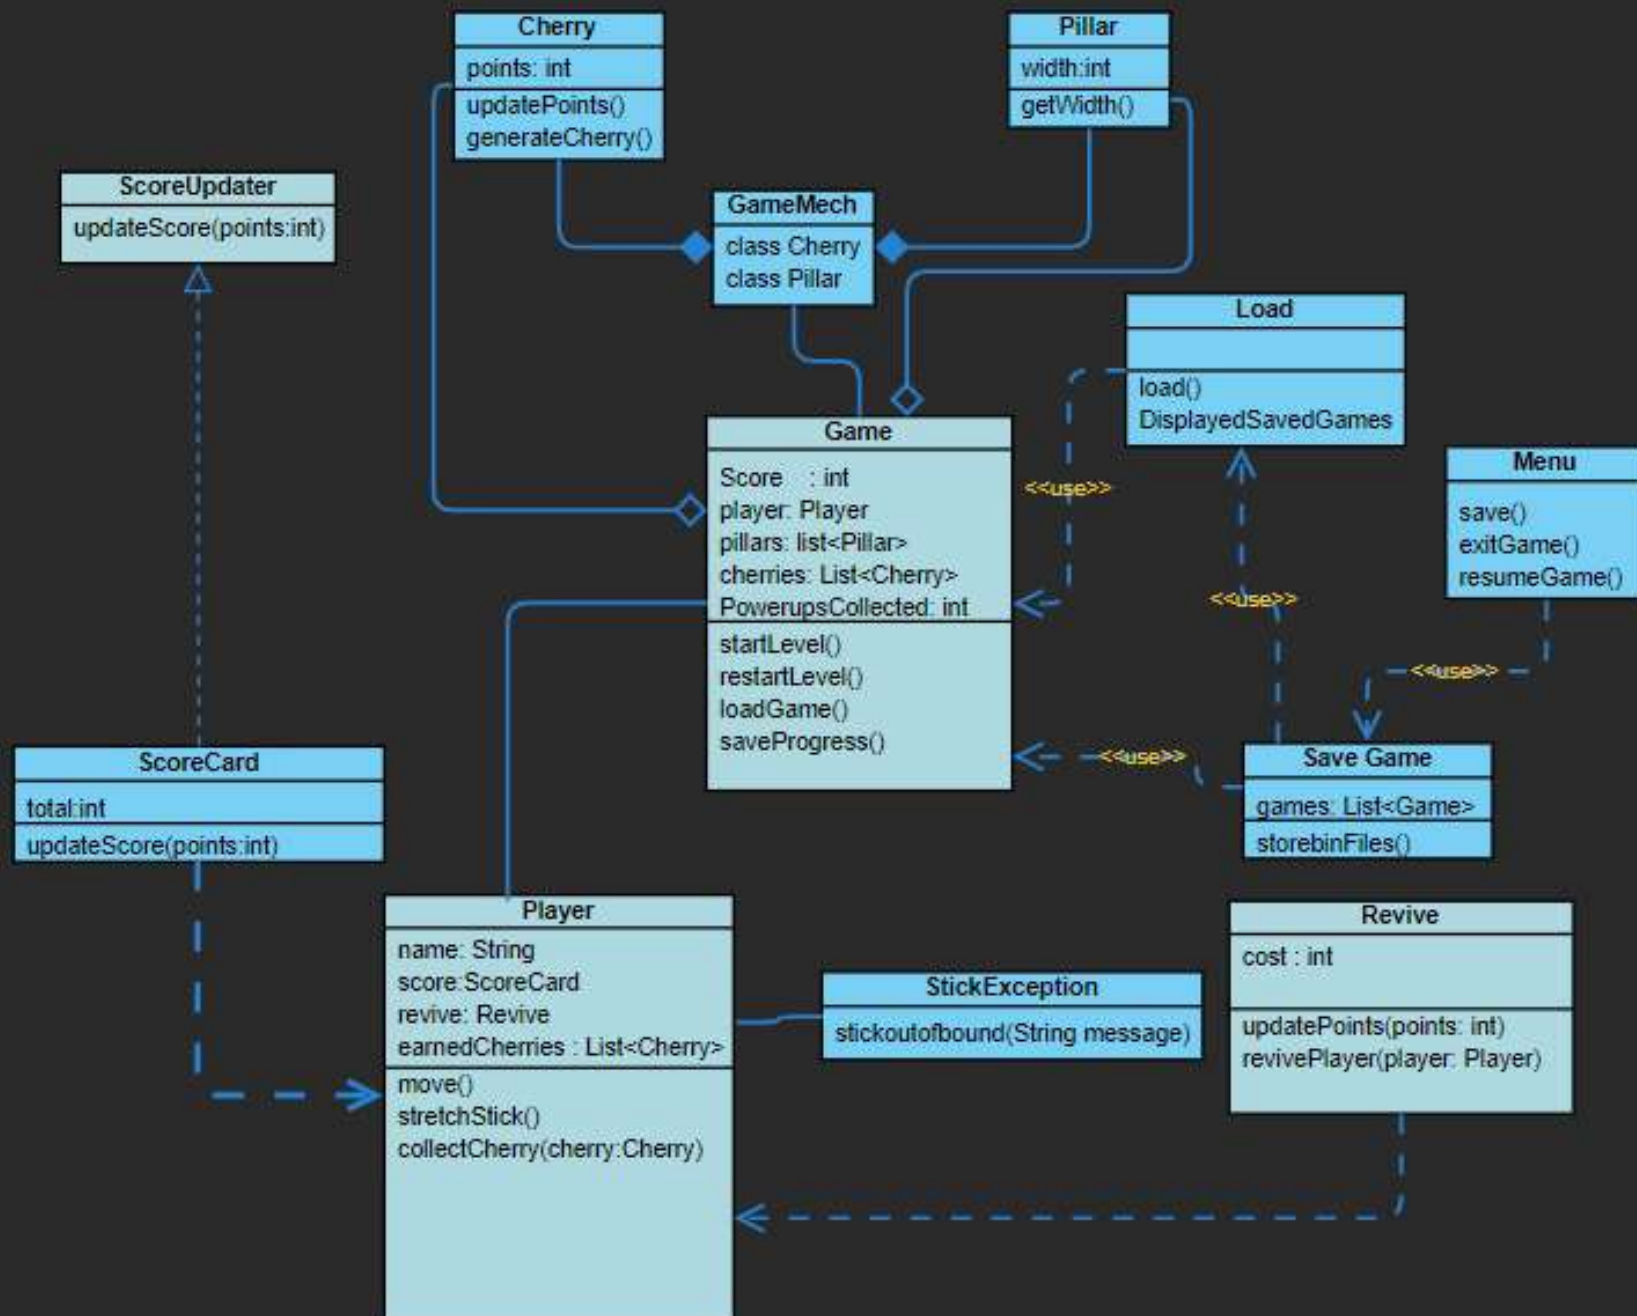 Cherry
points: int
updatePoints()
generateCherry()
Pillar
width:int
getWidth()
ScoreUpdater
updateScore(points:int)
GameMech
class Cherry
class Pillar
Load
load()
DisplayedSavedGames
Game
Score : int
player: Player
pillars: list<Pillar>
cherries: List<Cherry>
PowerupsCollected: int
startLevel()
restartLevel()
loadGame()
saveProgress()
<<use>>
Menu
save()
exitGame()
resumeGame()
<<use>>
<<use>>
<<use>>
Save Game
games: List<Game>
storebinFiles()
ScoreCard
total:int
updateScore(points:int)
Player
name: String
score:ScoreCard
revive: Revive
earnedCherries : List<Cherry>
move()
stretchStick()
collectCherry(cherry:Cherry)
StickException
stickoutofbound(String message)
Revive
cost : int
updatePoints(points: int)
revivePlayer(player: Player)